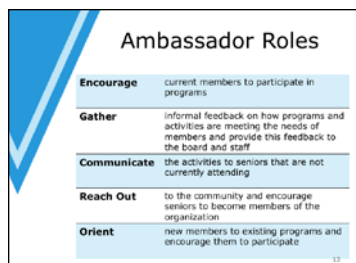 Ambassador Roles
Encourage current members to participate in
programs
Gather informal feedback on how programs and
activities are meeting the needs of
members and provide this feedback to
the board and staff
Communicate the activities to seniors that are not
currently attending
Reach Out to the community and encourage
seniors to become members of the
organization
Orient new members to existing programs and
encourage them to participate
13